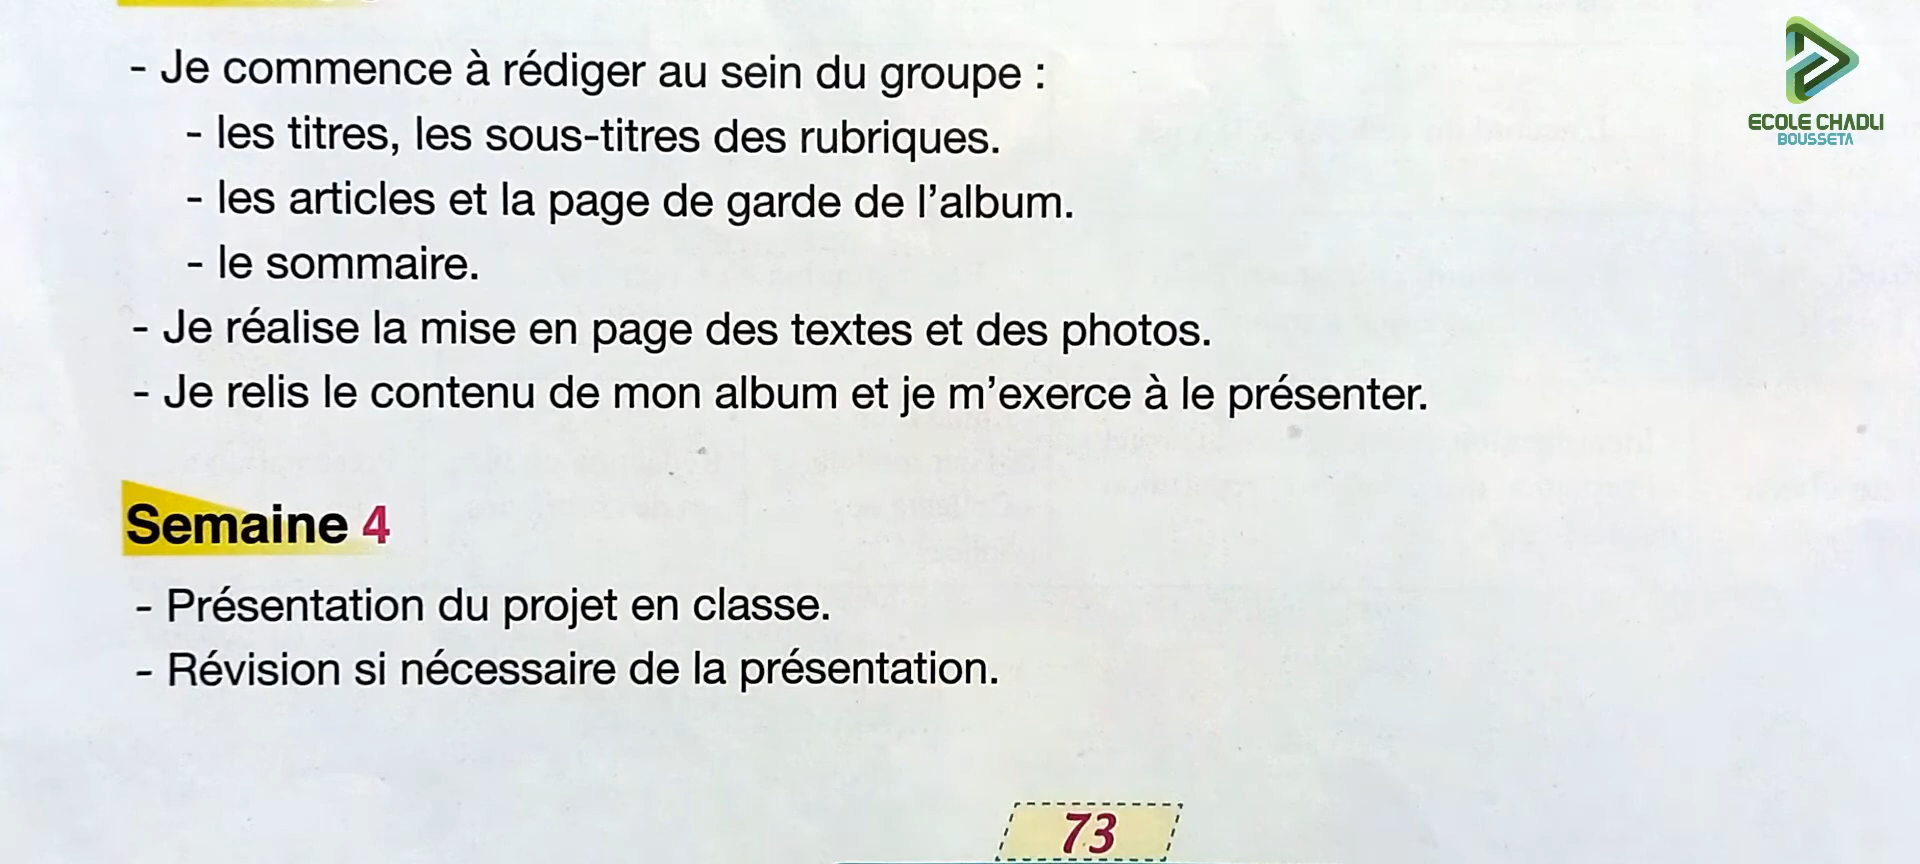 - Je commence à rédiger au sein du groupe :
- les titres, les sous-titres des rubriques.
- les articles et la page de garde de l'album.
- le sommaire.
- Je réalise la mise en page des textes et des photos.
- Je relis le contenu de mon album et je m'exerce à le présenter.
Semaine 4
- Présentation du projet en classe.
- Révision si nécessaire de la présentation.
73
ECOLE CHADLI
BOUSSETA